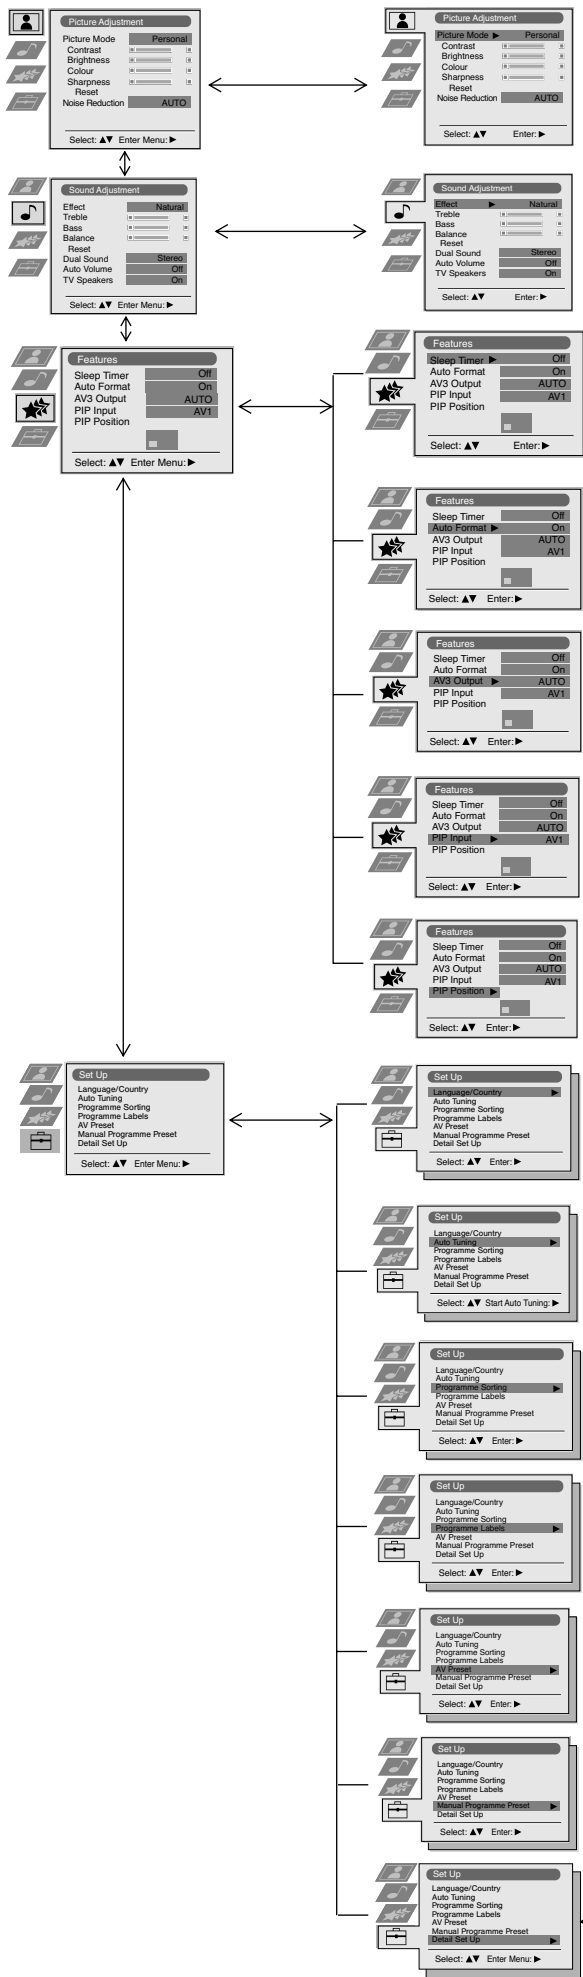 Picture Adjustment
Picture Mode Personal
Contrast
Brightness
Colour
Sharpness
Reset
Noise Reduction AUTO
Select: ▲▼ Enter Menu: ►
Picture Adjustment
Picture Mode ► Personal
Contrast
Brightness
Colour
Sharpness
Reset
Noise Reduction AUTO
Select: ▲▼ Enter: ►
Sound Adjustment
Effect Natural
Treble
Bass
Balance
Reset
Dual Sound Stereo
Auto Volume Off
TV Speakers On
Select: ▲▼ Enter Menu: ►
Sound Adjustment
Effect ► Natural
Treble
Bass
Balance
Reset
Dual Sound Stereo
Auto Volume Off
TV Speakers On
Select: ▲▼ Enter: ►
Features
Sleep Timer Off
Auto Format On
AV3 Output AUTO
PIP Input AV1
PIP Position
Select: ▲▼ Enter Menu: ►
Features
Sleep Timer ► Off
Auto Format On
AV3 Output AUTO
PIP Input AV1
PIP Position
Select: ▲▼ Enter: ►
Features
Sleep Timer Off
Auto Format ► On
AV3 Output AUTO
PIP Input AV1
PIP Position
Select: ▲▼ Enter: ►
Features
Sleep Timer Off
Auto Format On
AV3 Output ► AUTO
PIP Input AV1
PIP Position
Select: ▲▼ Enter: ►
Features
Sleep Timer Off
Auto Format On
AV3 Output AUTO
PIP Input ► AV1
PIP Position
Select: ▲▼ Enter: ►
Features
Sleep Timer Off
Auto Format On
AV3 Output AUTO
PIP Input AV1
PIP Position ►
Select: ▲▼ Enter: ►
Set Up
Language/Country
Auto Tuning
Programme Sorting
Programme Labels
AV Preset
Manual Programme Preset
Detail Set Up
Select: ▲▼ Enter Menu: ►
Set Up
Language/Country ►
Auto Tuning
Programme Sorting
Programme Labels
AV Preset
Manual Programme Preset
Detail Set Up
Select: ▲▼ Enter: ►
Set Up
Language/Country
Auto Tuning ►
Programme Sorting
Programme Labels
AV Preset
Manual Programme Preset
Detail Set Up
Select: ▲▼ Start Auto Tuning: ►
Set Up
Language/Country
Auto Tuning
Programme Sorting ►
Programme Labels
AV Preset
Manual Programme Preset
Detail Set Up
Select: ▲▼ Enter: ►
Set Up
Language/Country
Auto Tuning
Programme Sorting
Programme Labels ►
AV Preset
Manual Programme Preset
Detail Set Up
Select: ▲▼ Enter: ►
Set Up
Language/Country
Auto Tuning
Programme Sorting
Programme Labels
AV Preset ►
Manual Programme Preset
Detail Set Up
Select: ▲▼ Enter: ►
Set Up
Language/Country
Auto Tuning
Programme Sorting
Programme Labels
AV Preset
Manual Programme Preset ►
Detail Set Up
Select: ▲▼ Enter: ►
Set Up
Language/Country
Auto Tuning
Programme Sorting
Programme Labels
AV Preset
Manual Programme Preset
Detail Set Up ►
Select: ▲▼ Enter Menu: ►